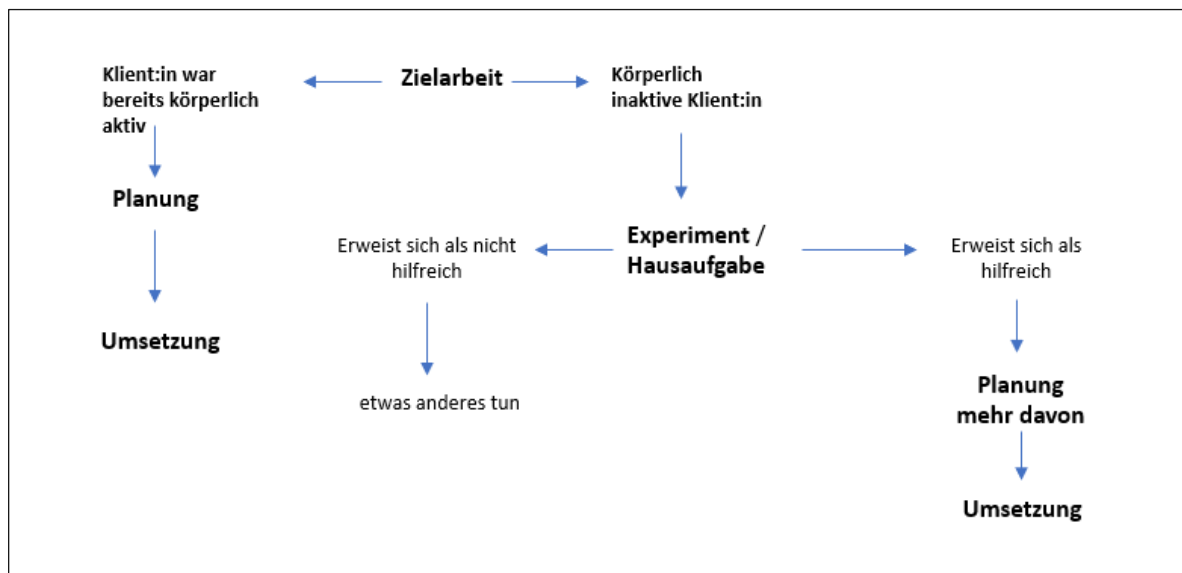 Klient:in war
bereits körperlich
aktiv
Zielarbeit
Körperlich
inaktive Klient:in
Planung
Umsetzung
Experiment /
Hausaufgabe
Erweist sich als nicht
hilfreich
etwas anderes tun
Erweist sich als
hilfreich
Planung
mehr davon
Umsetzung